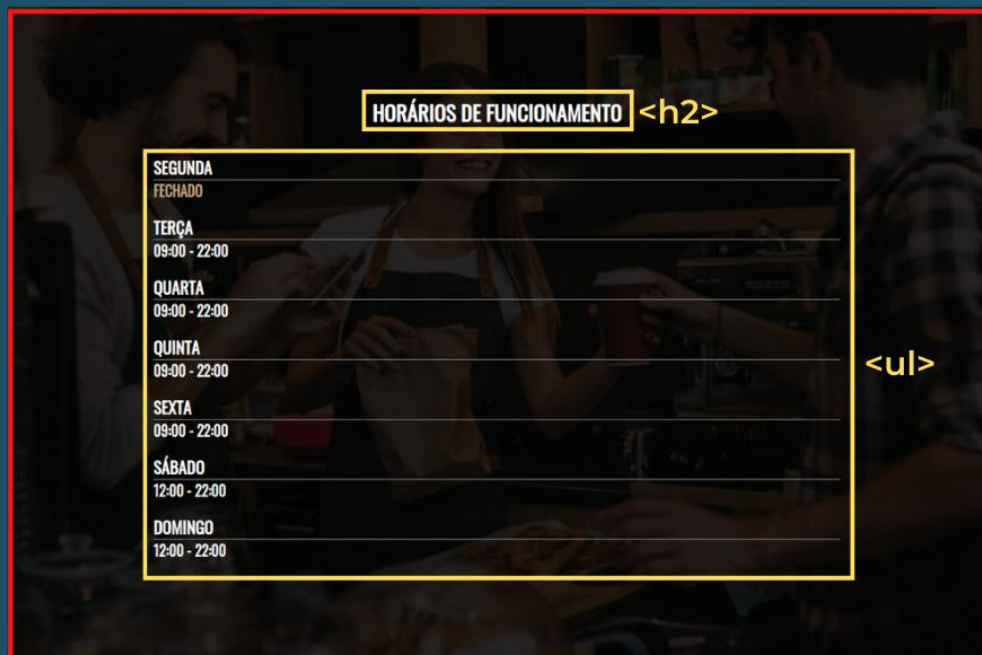 HORÁRIOS DE FUNCIONAMENTO <h2>
SEGUNDA
FECHADO
TERÇA
09:00 - 22:00
QUARTA
09:00 - 22:00
QUINTA
09:00 - 22:00
<ul>
SEXTA
09:00 - 22:00
SÁBADO
12:00 - 22:00
DOMINGO
12:00 - 22:00